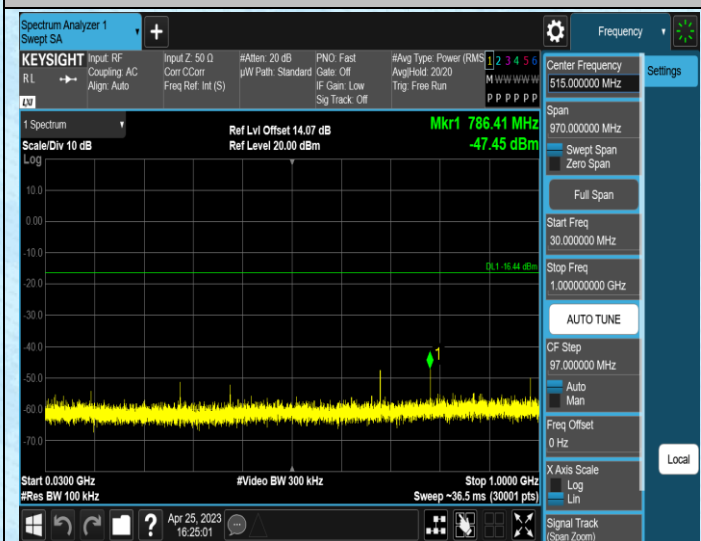 Spectrum Analyzer 1
Swept SA
Frequency
KEYSIGHT
RL
Input: RF
Coupling: AC
Align: Auto
Input Z: 50 Ω
Corr CCorr
Freq Ref: Int (S)
#Atten: 20 dB
µW Path: Standard
PNO: Fast
Gate: Off
IF Gain: Low
Sig Track: Off
#Avg Type: Power (RMS
Avg|Hold: 20/20
Trig: Free Run
1 2 3 4 5 6
M W W W W W
P P P P P P
1 Spectrum
Scale/Div 10 dB
Log
Ref Lvl Offset 14.07 dB
Ref Level 20.00 dBm
Mkr1 786.41 MHz
-47.45 dBm
10.0
0.00
-10.0
-20.0
-30.0
-40.0
-50.0
-60.0
-70.0
DL1 -16.44 dBm
1
Start 0.0300 GHz
#Res BW 100 kHz
#Video BW 300 kHz
Stop 1.0000 GHz
Sweep ~36.5 ms (30001 pts)
Apr 25, 2023
16:25:01
Center Frequency
515.000000 MHz
Span
970.000000 MHz
Swept Span
Zero Span
Full Span
Start Freq
30.000000 MHz
Stop Freq
1.000000000 GHz
AUTO TUNE
CF Step
97.000000 MHz
Auto
Man
Freq Offset
0 Hz
X Axis Scale
Log
Lin
Signal Track
(Span Zoom)
Settings
Local